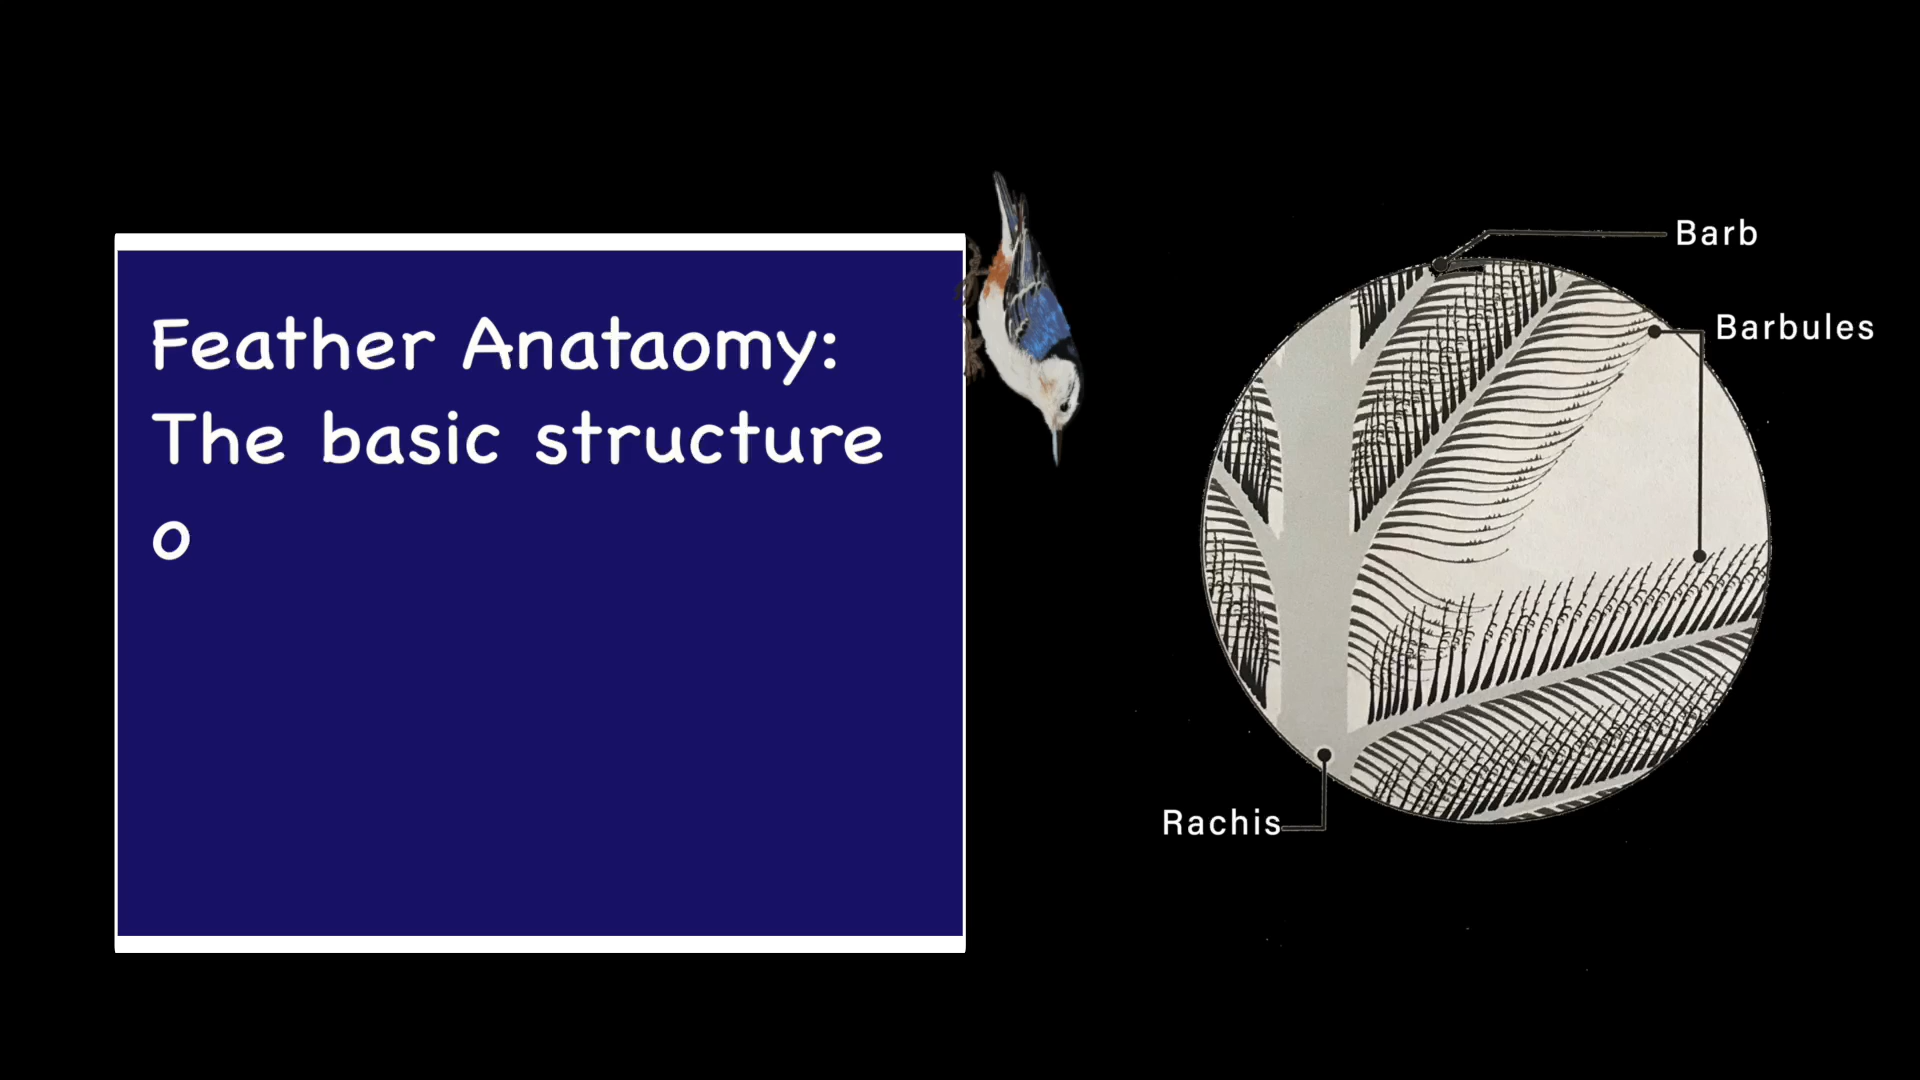 Feather Anataomy:
The basic structure
o
Barb
Barbules
Rachis